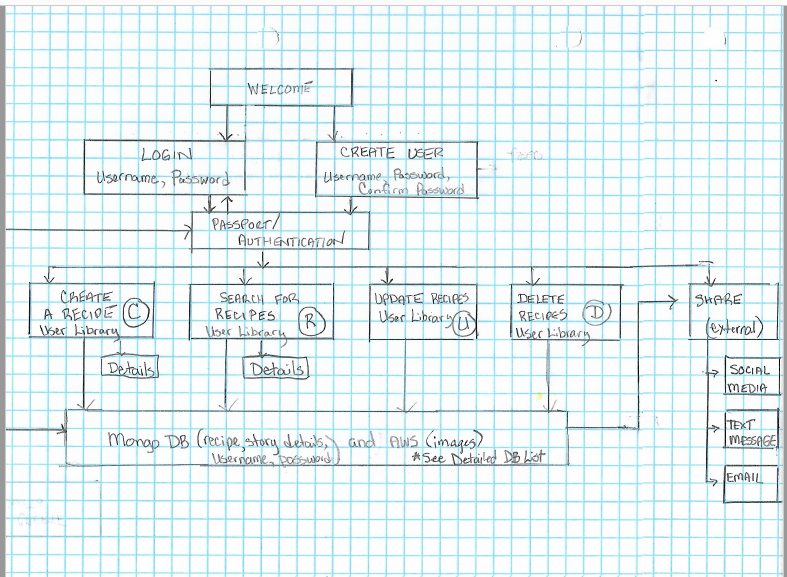 WELCOME
LOGIN
Username, Password
CREATE USER
Username, Password,
Confirm Password
PASSPORT/
AUTHENTICATION
CREATE
A RECIPE C
User Library
Details
SEARCH FOR
RECIPES R
User Library
Details
UPDATE RECIPES
User Library U
DELETE
RECIPES D
User Library
SHARE
(external)
SOCIAL
MEDIA
TEXT
MESSAGE
EMAIL
Mongo DB (recipe, story details, and AWS (images)
Username, password)
*See Detailed DB List